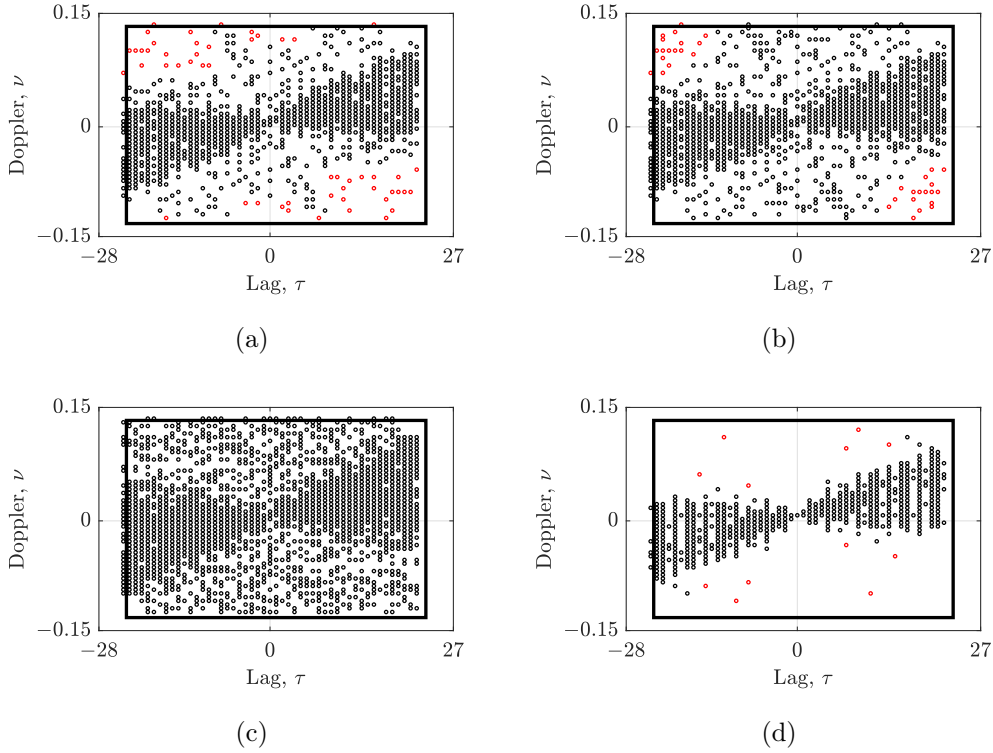 0.15
Doppler, ν
0
−0.15
−28
0
27
Lag, τ
(a)
0.15
Doppler, ν
0
−0.15
−28
0
27
Lag, τ
(b)
0.15
Doppler, ν
0
−0.15
−28
0
27
Lag, τ
(c)
0.15
Doppler, ν
0
−0.15
−28
0
27
Lag, τ
(d)